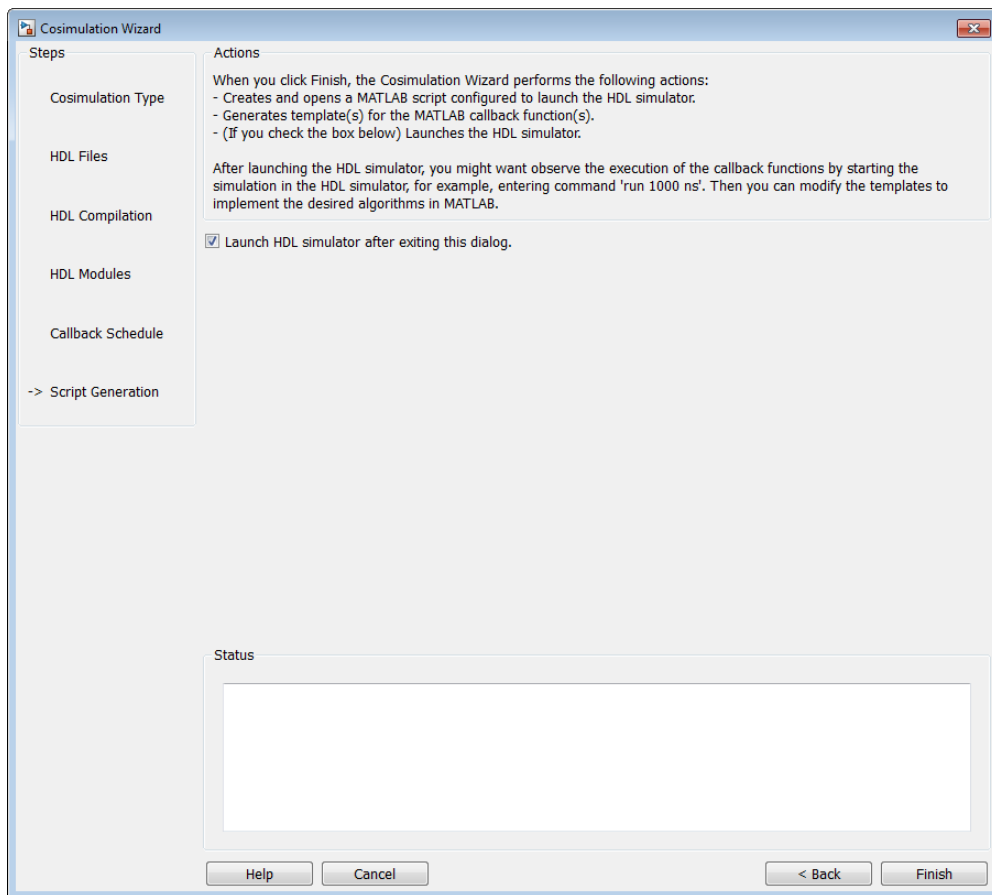 Cosimulation Wizard
Steps
Cosimulation Type
HDL Files
HDL Compilation
HDL Modules
Callback Schedule
-> Script Generation
Actions
When you click Finish, the Cosimulation Wizard performs the following actions:
- Creates and opens a MATLAB script configured to launch the HDL simulator.
- Generates template(s) for the MATLAB callback function(s).
- (If you check the box below) Launches the HDL simulator.
After launching the HDL simulator, you might want observe the execution of the callback functions by starting the
simulation in the HDL simulator, for example, entering command 'run 1000 ns'. Then you can modify the templates to
implement the desired algorithms in MATLAB.
Launch HDL simulator after exiting this dialog.
Status
Help
Cancel
< Back
Finish